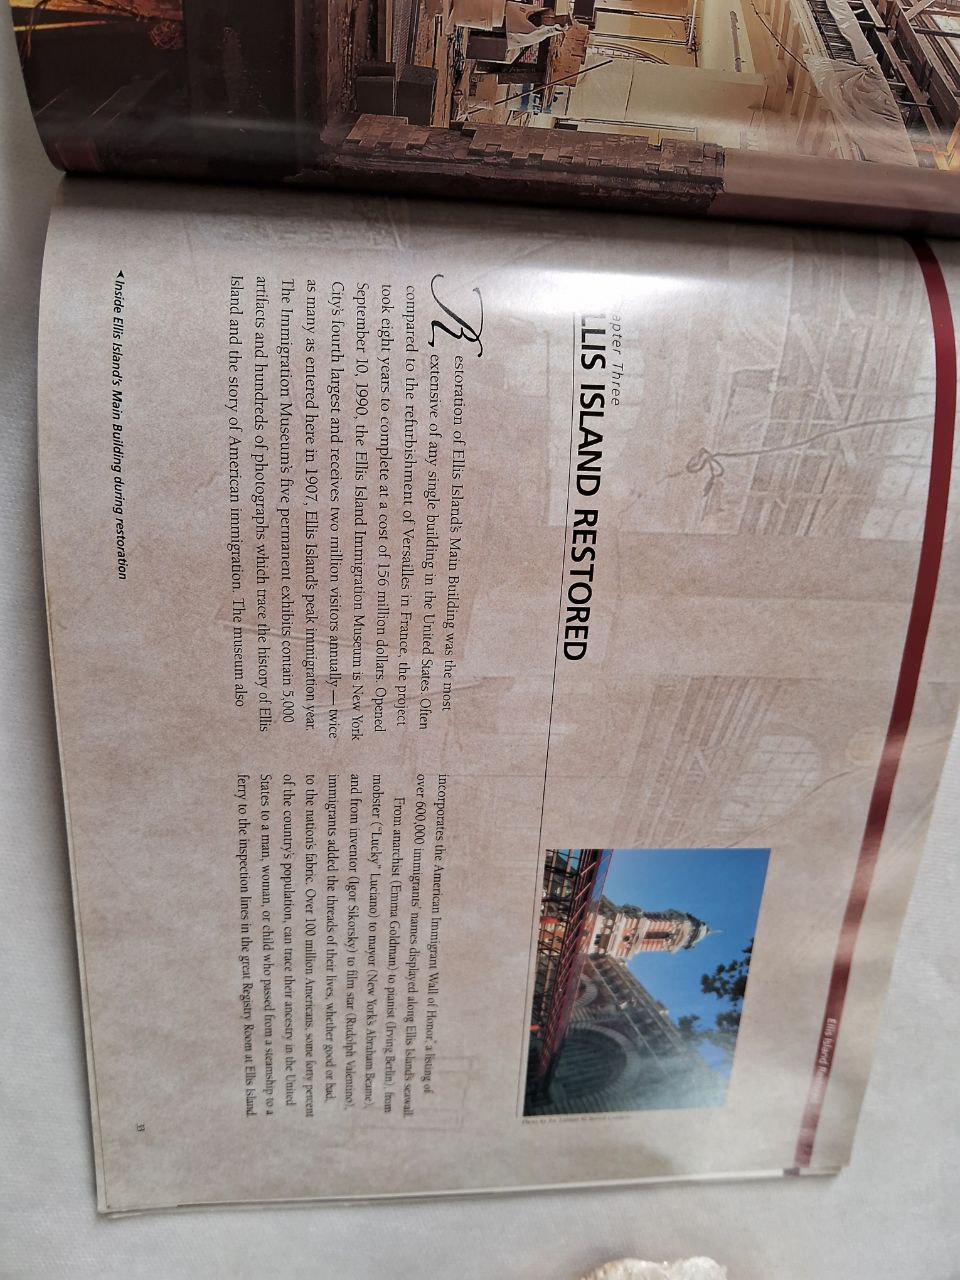 Ellis Island
apter Three
LLIS ISLAND RESTORED
Restoration of Ellis Island's Main Building was the most
extensive of any single building in the United States. Often
compared to the refurbishment of Versailles in France, the project
took eight years to complete at a cost of 156 million dollars. Opened
September 10, 1990, the Ellis Island Immigration Museum is New York
City's fourth largest and receives two million visitors annually — twice
as many as entered here in 1907, Ellis Island's peak immigration year.
The Immigration Museum's five permanent exhibits contain 5,000
artifacts and hundreds of photographs which trace the history of Ellis
Island and the story of American immigration. The museum also
incorporates the American Immigrant Wall of Honor, a listing of
over 600,000 immigrants' names displayed along Ellis Island's seawall.
From anarchist (Emma Goldman) to pianist (Irving Berlin), from
mobster ("Lucky" Luciano) to mayor (New York's Abraham Beame),
and from inventor (Igor Sikorsky) to film star (Rudolph Valentino),
immigrants added the threads of their lives, whether good or bad,
to the nation's fabric. Over 100 million Americans, some forty percent
of the country's population, can trace their ancestry in the United
States to a man, woman, or child who passed from a steamship to a
ferry to the inspection lines in the great Registry Room at Ellis Island.
◄ Inside Ellis Island's Main Building during restoration
33